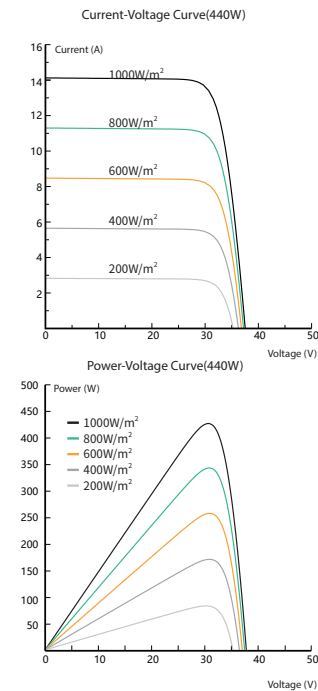 Current-Voltage Curve(440W)
Current (A)
16
14
12
10
8
6
4
2
1000W/m²
800W/m²
600W/m²
400W/m²
200W/m²
0 10 20 30 40 50
Voltage (V)
Power-Voltage Curve(440W)
Power (W)
500
450
400
350
300
250
200
150
100
50
1000W/m²
800W/m²
600W/m²
400W/m²
200W/m²
0 10 20 30 40 50
Voltage (V)